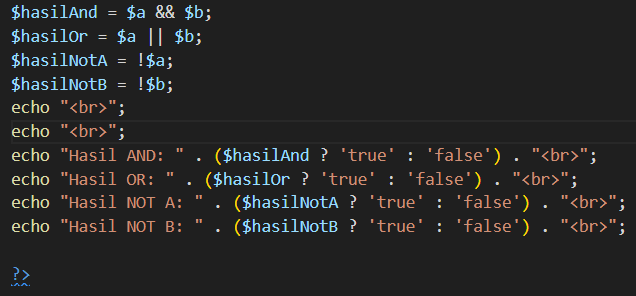 $hasilAnd = $a && $b;
$hasilOr = $a || $b;
$hasilNotA = !$a;
$hasilNotB = !$b;
echo "<br>";
echo "<br>";
echo "Hasil AND: " . ($hasilAnd ? 'true' : 'false') . "<br>";
echo "Hasil OR: " . ($hasilOr ? 'true' : 'false') . "<br>";
echo "Hasil NOT A: " . ($hasilNotA ? 'true' : 'false') . "<br>";
echo "Hasil NOT B: " . ($hasilNotB ? 'true' : 'false') . "<br>";
?>